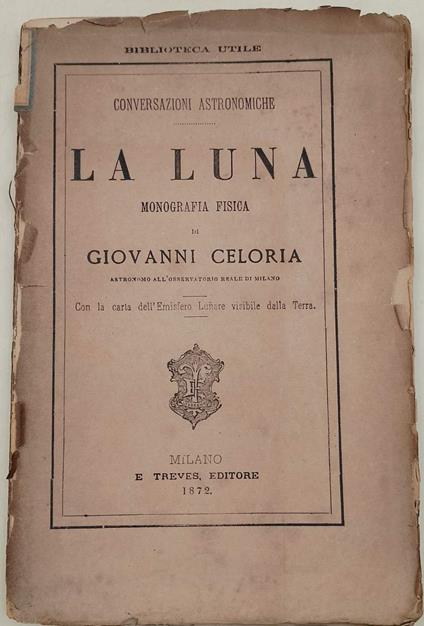 BIBLIOTECA UTILE
CONVERSAZIONI ASTRONOMICHE
LA LUNA
MONOGRAFIA FISICA
DI
GIOVANNI CELORIA
ASTRONOMO ALL'OSSERVATORIO REALE DI MILANO
Con la carta dell'Emisfero Lunare visibile dalla Terra.
MILANO
E TREVES, EDITORE
1872.